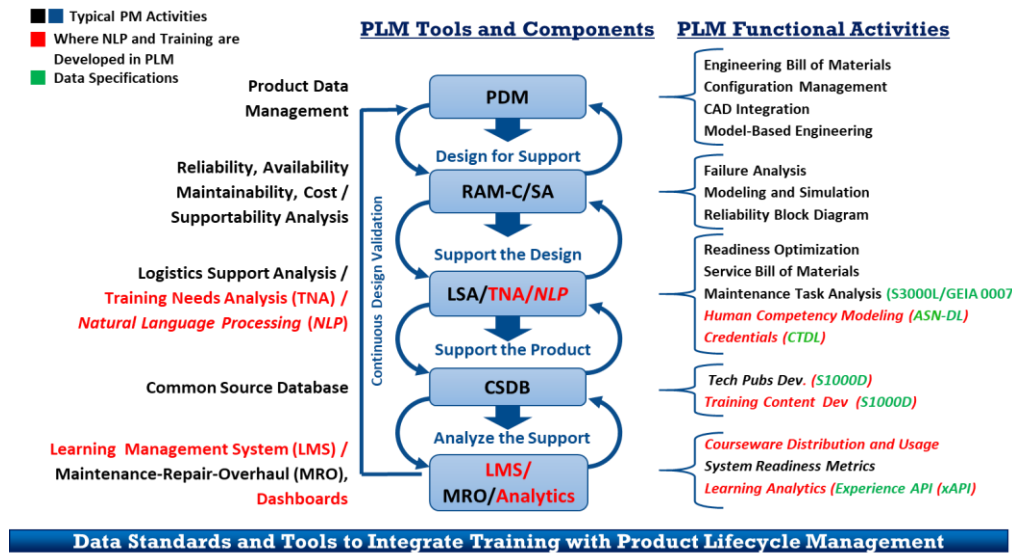 Typical PM Activities
Where NLP and Training are
Developed in PLM
Data Specifications
PLM Tools and Components
PLM Functional Activities
Product Data
Management
PDM
Engineering Bill of Materials
Configuration Management
CAD Integration
Model-Based Engineering
Design for Support
Reliability, Availability
Maintainability, Cost /
Supportability Analysis
RAM-C/SA
Failure Analysis
Modeling and Simulation
Reliability Block Diagram
Support the Design
Continuous Design Validation
Logistics Support Analysis /
Training Needs Analysis (TNA) /
Natural Language Processing (NLP)
LSA/TNA/NLP
Readiness Optimization
Service Bill of Materials
Maintenance Task Analysis (S3000L/GEIA 0007
Human Competency Modeling (ASN-DL)
Credentials (CTDL)
Support the Product
Common Source Database
CSDB
Tech Pubs Dev. (S1000D)
Training Content Dev (S1000D)
Analyze the Support
Learning Management System (LMS) /
Maintenance-Repair-Overhaul (MRO),
Dashboards
LMS/
MRO/Analytics
Courseware Distribution and Usage
System Readiness Metrics
Learning Analytics (Experience API (xAPI)
Data Standards and Tools to Integrate Training with Product Lifecycle Management